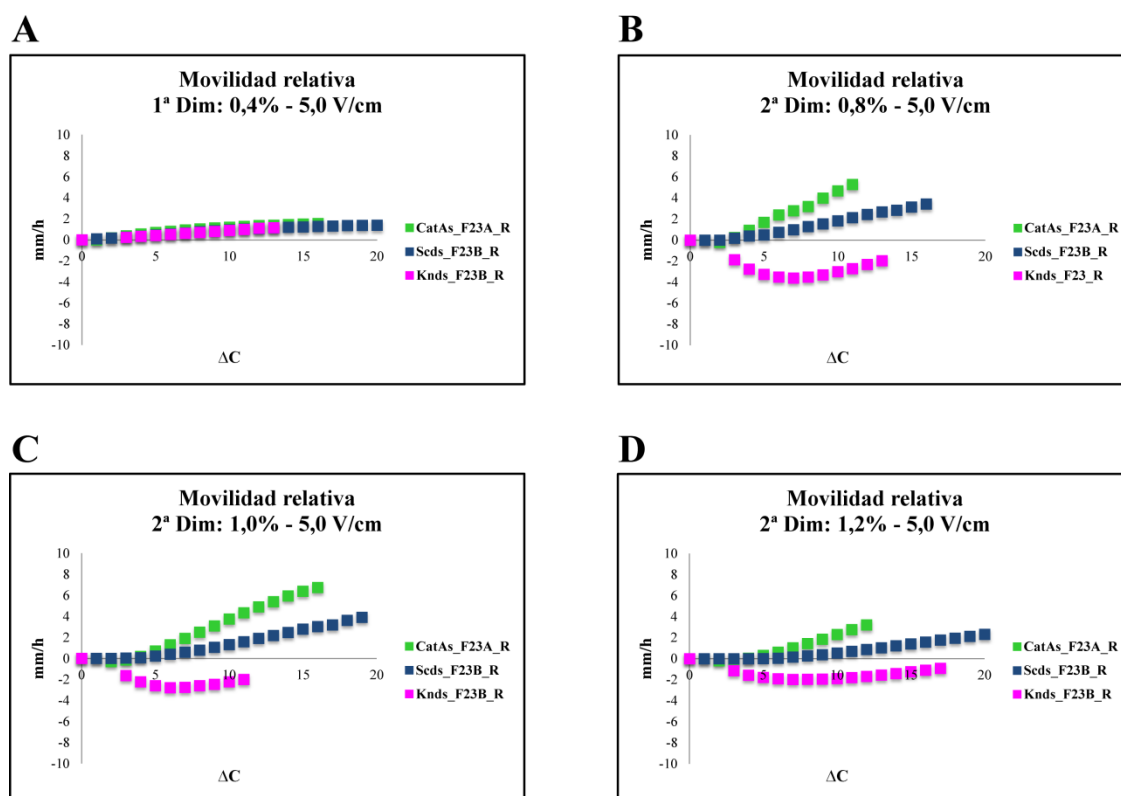 A
Movilidad relativa
1ª Dim: 0,4% - 5,0 V/cm
10
8
6
4
2
0
-2
-4
-6
-8
-10
0
5
10
15
20
mm/h
ΔC
CatAs_F23A_R
Scds_F23B_R
Knds_F23B_R
B
Movilidad relativa
2ª Dim: 0,8% - 5,0 V/cm
10
8
6
4
2
0
-2
-4
-6
-8
-10
0
5
10
15
20
mm/h
ΔC
CatAs_F23A_R
Scds_F23B_R
Knds_F23_R
C
Movilidad relativa
2ª Dim: 1,0% - 5,0 V/cm
10
8
6
4
2
0
-2
-4
-6
-8
-10
0
5
10
15
20
mm/h
ΔC
CatAs_F23A_R
Scds_F23B_R
Knds_F23B_R
D
Movilidad relativa
2ª Dim: 1,2% - 5,0 V/cm
10
8
6
4
2
0
-2
-4
-6
-8
-10
0
5
10
15
20
mm/h
ΔC
CatAs_F23A_R
Scds_F23B_R
Knds_F23B_R